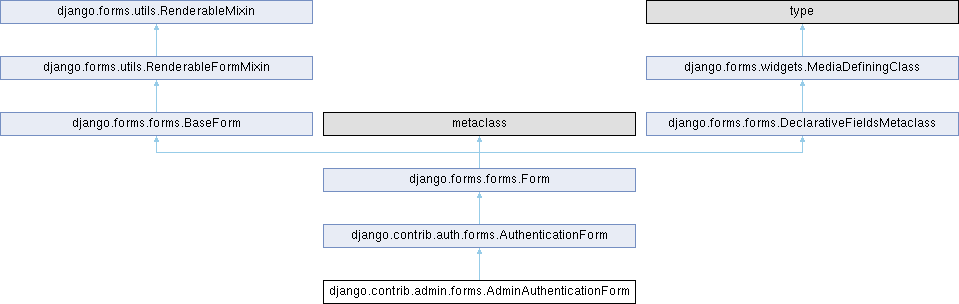 django.forms.utils.RenderableMixin
type
django.forms.utils.RenderableFormMixin
django.forms.widgets.MediaDefiningClass
django.forms.forms.BaseForm
metaclass
django.forms.forms.DeclarativeFieldsMetaclass
django.forms.forms.Form
django.contrib.auth.forms.AuthenticationForm
django.contrib.admin.forms.AdminAuthenticationForm